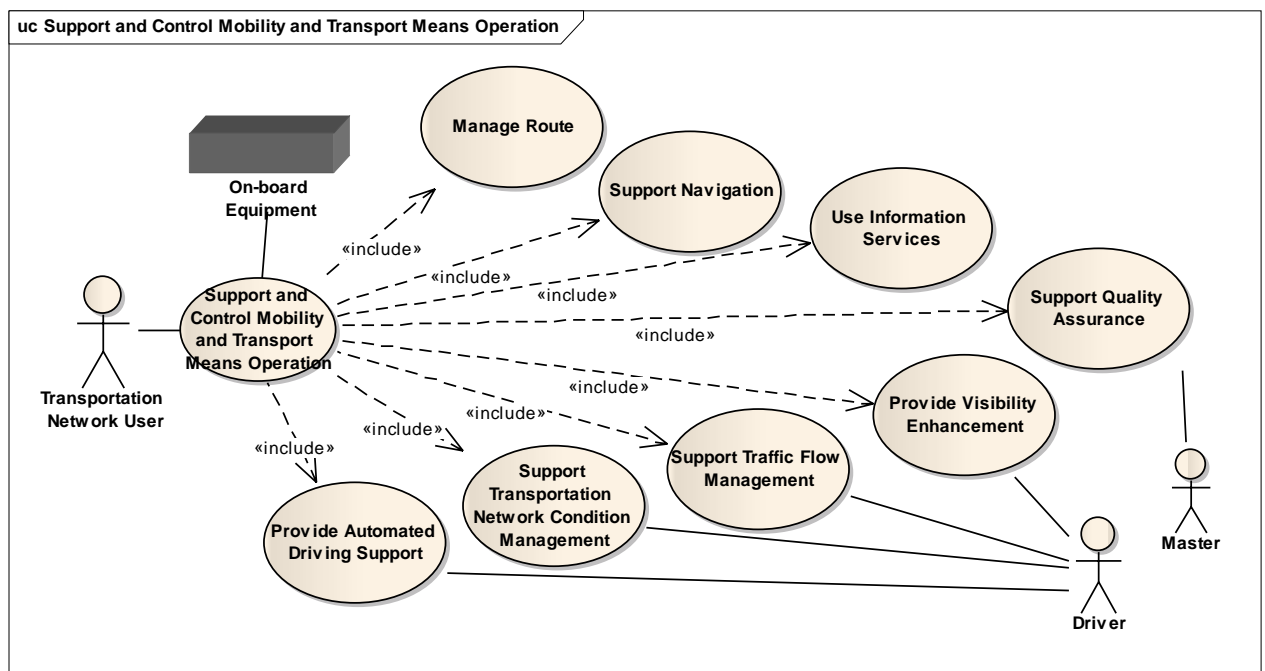 uc Support and Control Mobility and Transport Means Operation
Manage Route
On-board
Equipment
Support Navigation
Use Information
Services
«include»
«include»
«include»
Support and
Control Mobility
and Transport
Means Operation
Support Quality
Assurance
«include»
Transportation
Network User
«include»
Provide Visibility
Enhancement
«include»
«include»
«include»
Support Traffic Flow
Management
Support
Transportation
Network Condition
Management
Provide Automated
Driving Support
Master
Driver